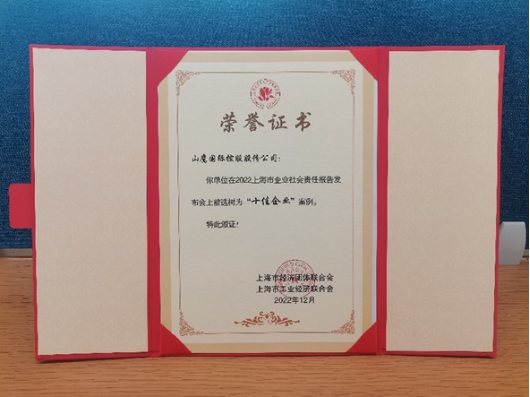 荣誉证书
山鹰国际控股股份公司：
你单位在2022上海市企业社会责任报告发
布会上被选树为“十佳企业”案例。
特此颁证！
上海市经济团体联合会
上海市工业经济联合会
2022年12月